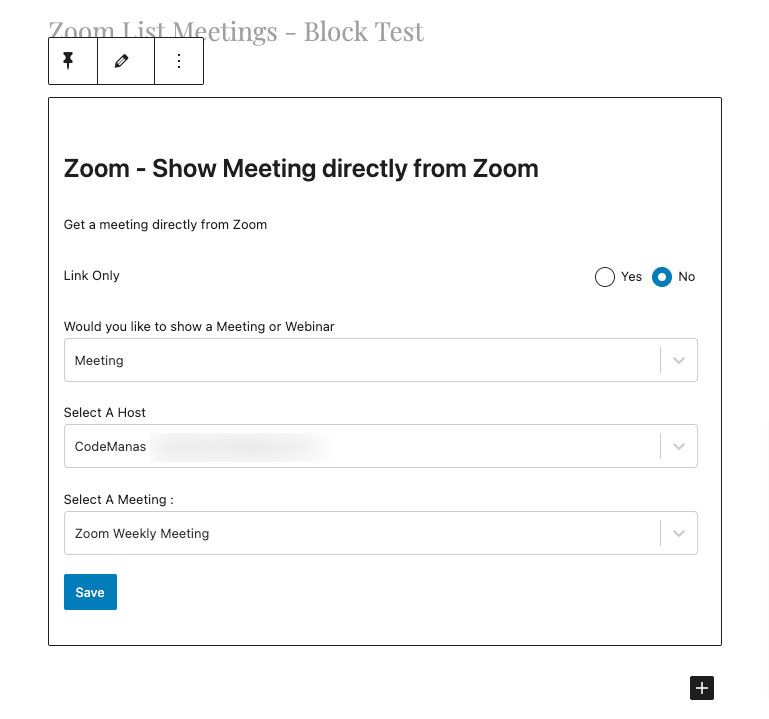 Zoom List Meetings - Block Test
Zoom - Show Meeting directly from Zoom
Get a meeting directly from Zoom
Link Only
Yes
No
Would you like to show a Meeting or Webinar
Meeting
Select A Host
CodeManas
Select A Meeting :
Zoom Weekly Meeting
Save